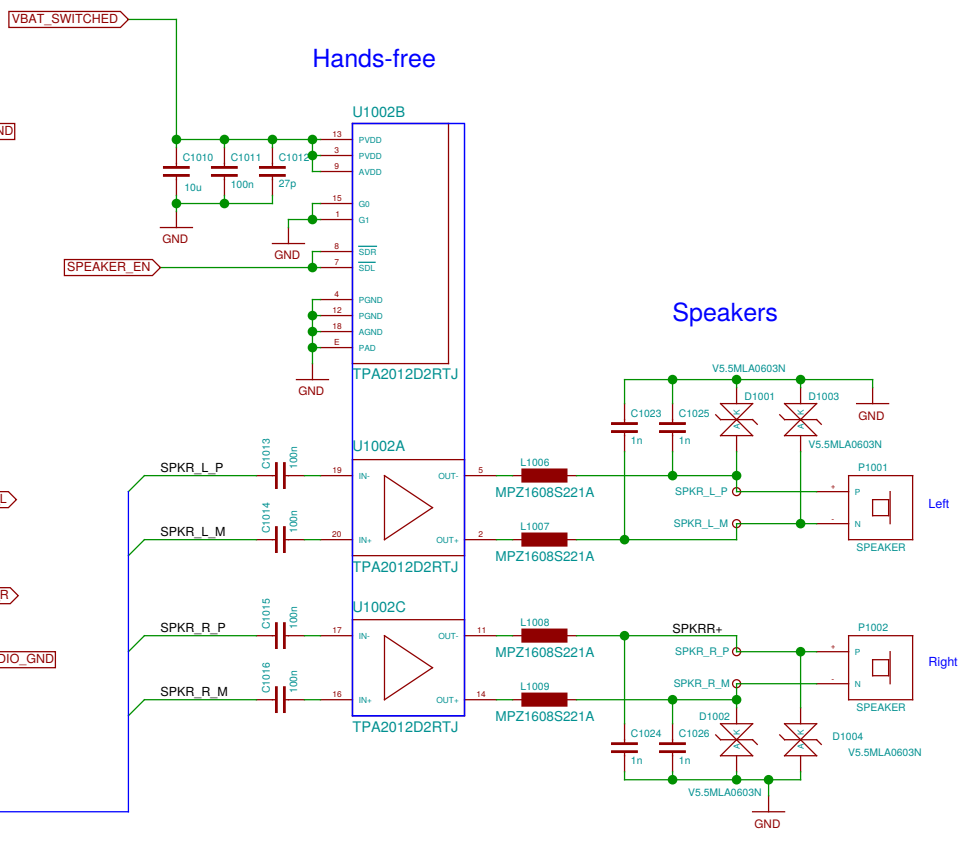 VBAT_SWITCHED
Hands-free
U1002B
ND
13 PVDD
3 PVDD
9 AVDD
C1010 C1011 C1012
10u 100n 27p
15 G0
1 G1
GND
GND
8 SDR
SPEAKER_EN 7 SDL
4 PGND
12 PGND
18 AGND
E PAD
GND
TPA2012D2RTJ
Speakers
V5.5MLA0603N
C1023 C1025 D1001 D1003
1n 1n A K A K
GND
V5.5MLA0603N
U1002A
SPKR_L_P C1013 100n 19 IN- OUT- 5 L1006
MPZ1608S221A
SPKR_L_P
P1001
+ P
L
SPKR_L_M C1014 100n 20 IN+ OUT+ 2 L1007
MPZ1608S221A
SPKR_L_M
- N
Left
SPEAKER
TPA2012D2RTJ
R
U1002C
SPKR_R_P C1015 100n 17 IN- OUT- 11 L1008
MPZ1608S221A
SPKRR+
SPKR_R_P
P1002
+ P
DIO_GND
SPKR_R_M C1016 100n 16 IN+ OUT+ 14 L1009
MPZ1608S221A
SPKR_R_M
- N
Right
SPEAKER
TPA2012D2RTJ
C1024 C1026 D1002 D1004
1n 1n A K A K
V5.5MLA0603N
V5.5MLA0603N
GND